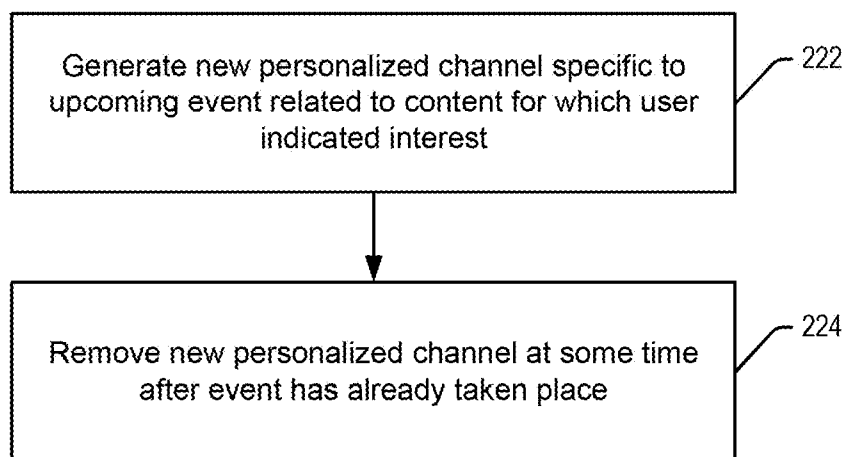 Generate new personalized channel specific to
upcoming event related to content for which user
indicated interest
222
Remove new personalized channel at some time
after event has already taken place
224